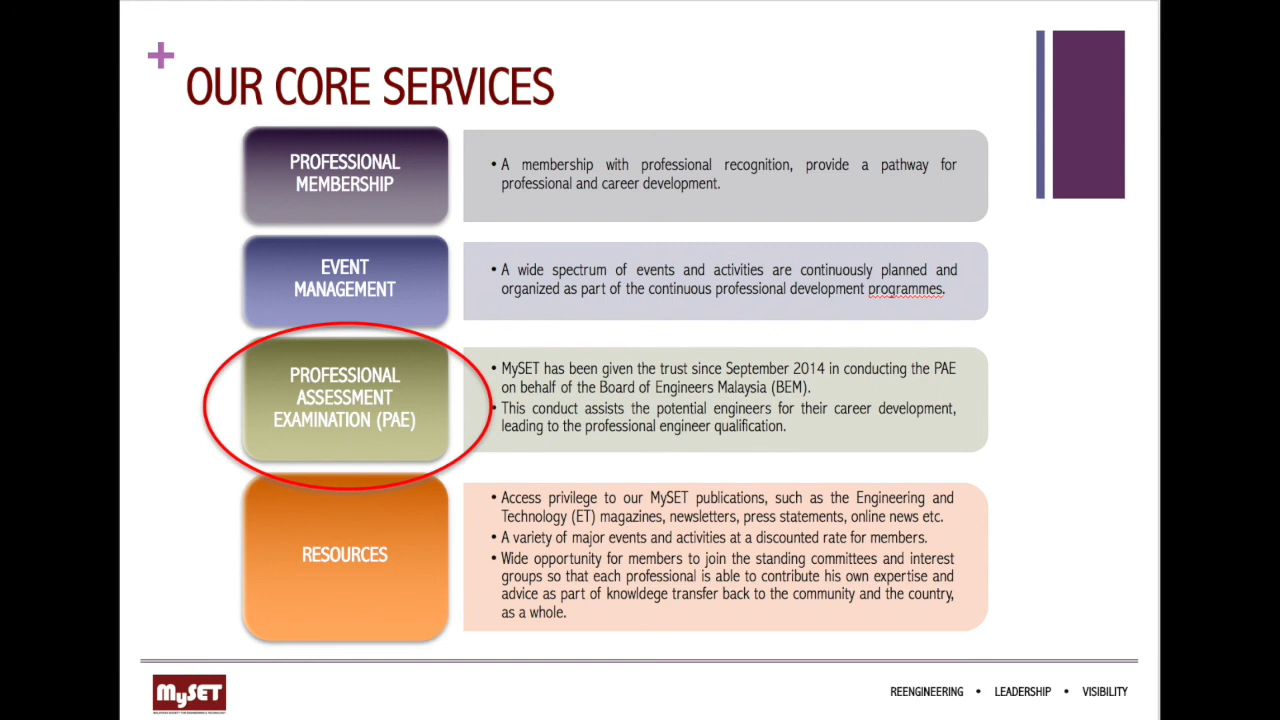 +
OUR CORE SERVICES
PROFESSIONAL
MEMBERSHIP
• A membership with professional recognition, provide a pathway for
professional and career development.
EVENT
MANAGEMENT
• A wide spectrum of events and activities are continuously planned and
organized as part of the continuous professional development programmes.
PROFESSIONAL
ASSESSMENT
EXAMINATION (PAE)
• MySET has been given the trust since September 2014 in conducting the PAE
on behalf of the Board of Engineers Malaysia (BEM).
• This conduct assists the potential engineers for their career development,
leading to the professional engineer qualification.
RESOURCES
• Access privilege to our MySET publications, such as the Engineering and
Technology (ET) magazines, newsletters, press statements, online news etc.
• A variety of major events and activities at a discounted rate for members.
• Wide opportunity for members to join the standing committees and interest
groups so that each professional is able to contribute his own expertise and
advice as part of knowldege transfer back to the community and the country,
as a whole.
MySET
REENGINEERING • LEADERSHIP • VISIBILITY